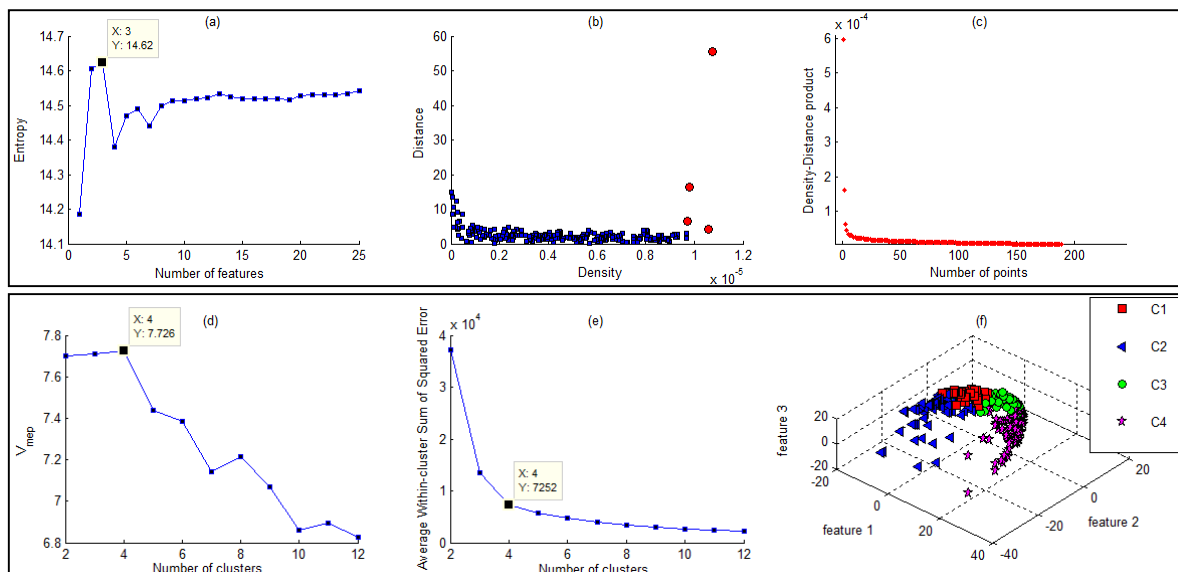 (a)
X: 3
Y: 14.62
14.7
14.6
14.5
14.4
14.3
14.2
14.1
Entropy
0 5 10 15 20 25
Number of features
(b)
60
50
40
30
20
10
0
Distance
0 0.2 0.4 0.6 0.8 1 1.2
Density
x 10^-5
(c)
x 10^-4
6
5
4
3
2
1
Density-Distance product
0 50 100 150 200
Number of points
(d)
X: 4
Y: 7.726
7.8
7.6
7.4
7.2
7
6.8
V_mep
2 4 6 8 10 12
Number of clusters
(e)
x 10^4
4
3
2
1
0
Average Within-cluster Sum of Squared Error
X: 4
Y: 7252
2 4 6 8 10 12
Number of clusters
(f)
C1
C2
C3
C4
feature 3
20
0
-20
-20
0
20
40
feature 1
-40
-20
0
20
feature 2